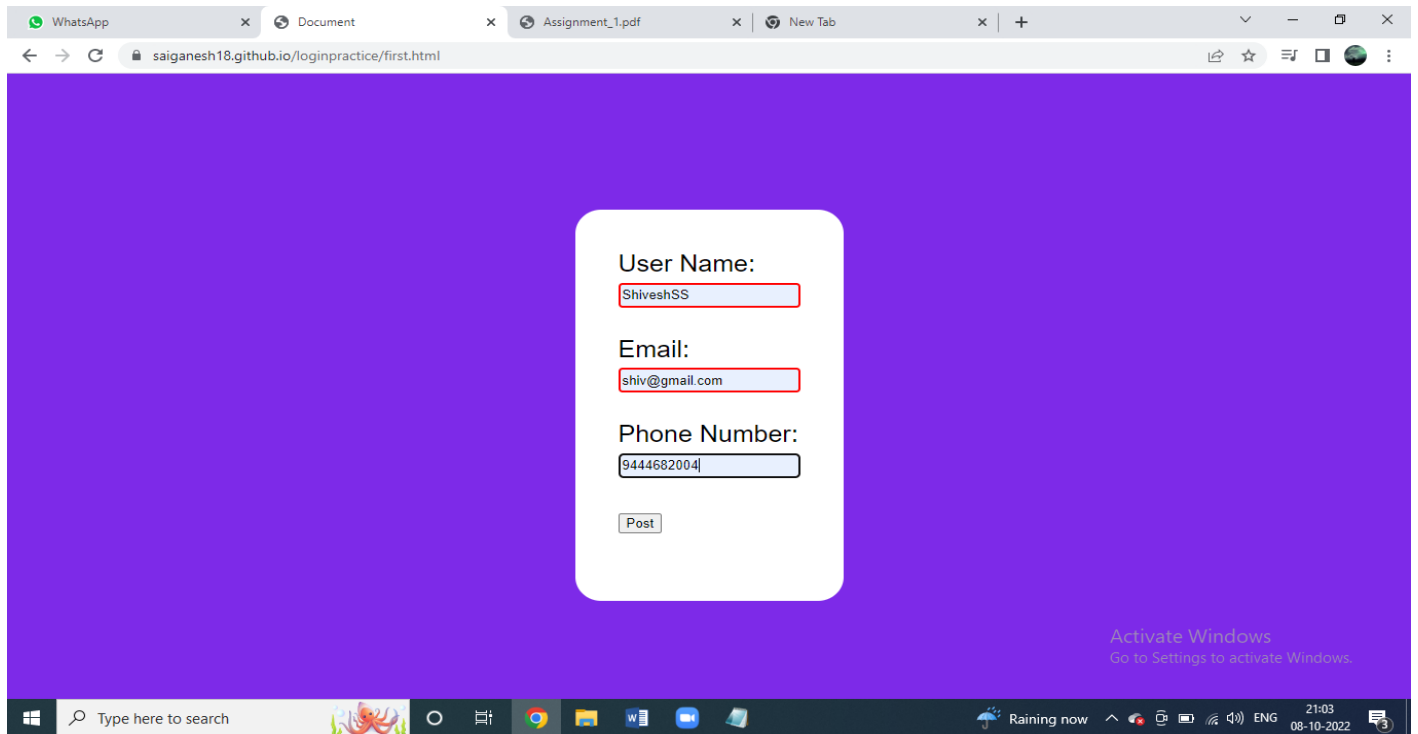 WhatsApp
Document
Assignment_1.pdf
New Tab
saiganesh18.github.io/loginpractice/first.html
User Name:
ShiveshSS
Email:
shiv@gmail.com
Phone Number:
9444682004
Post
Activate Windows
Go to Settings to activate Windows.
Type here to search
Raining now
ENG
21:03
08-10-2022
3